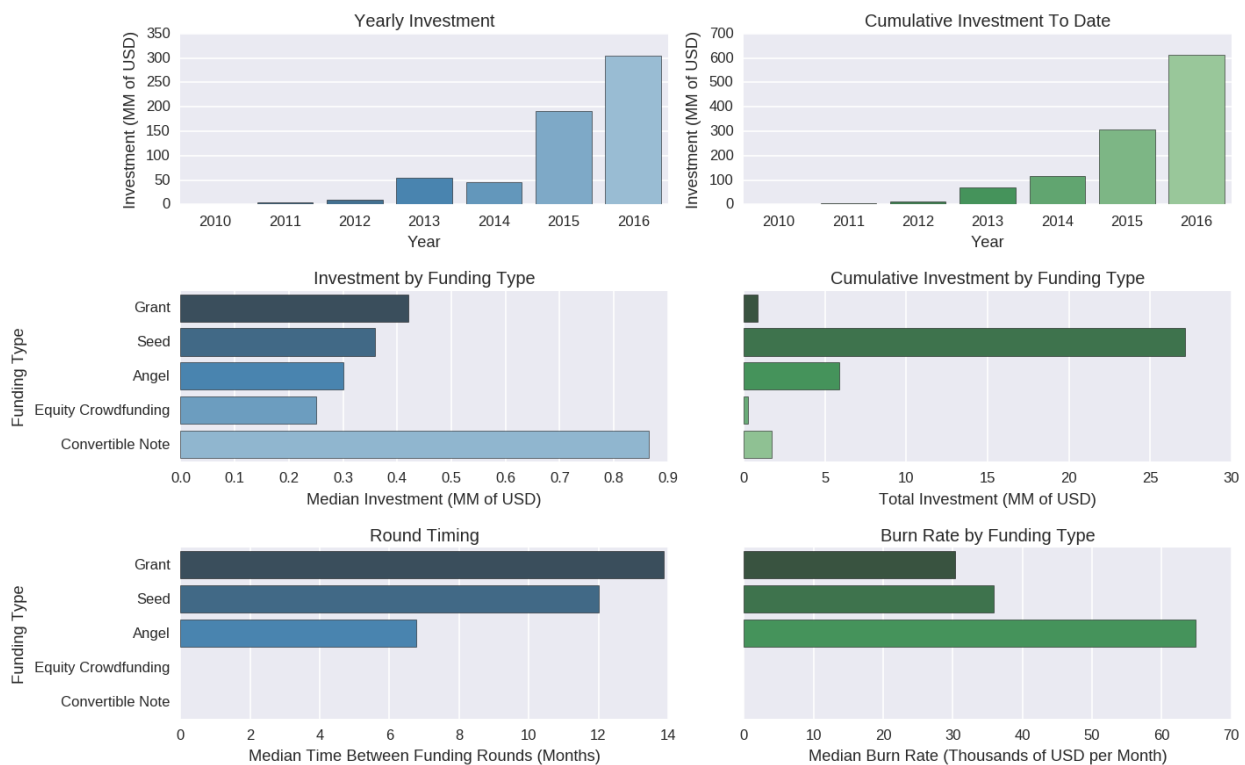 Yearly Investment
Investment (MM of USD)
350
300
250
200
150
100
50
0
2010 2011 2012 2013 2014 2015 2016
Year
Cumulative Investment To Date
Investment (MM of USD)
700
600
500
400
300
200
100
0
2010 2011 2012 2013 2014 2015 2016
Year
Investment by Funding Type
Funding Type
Grant
Seed
Angel
Equity Crowdfunding
Convertible Note
0.0 0.1 0.2 0.3 0.4 0.5 0.6 0.7 0.8 0.9
Median Investment (MM of USD)
Cumulative Investment by Funding Type
0 5 10 15 20 25 30
Total Investment (MM of USD)
Round Timing
Funding Type
Grant
Seed
Angel
Equity Crowdfunding
Convertible Note
0 2 4 6 8 10 12 14
Median Time Between Funding Rounds (Months)
Burn Rate by Funding Type
0 10 20 30 40 50 60 70
Median Burn Rate (Thousands of USD per Month)